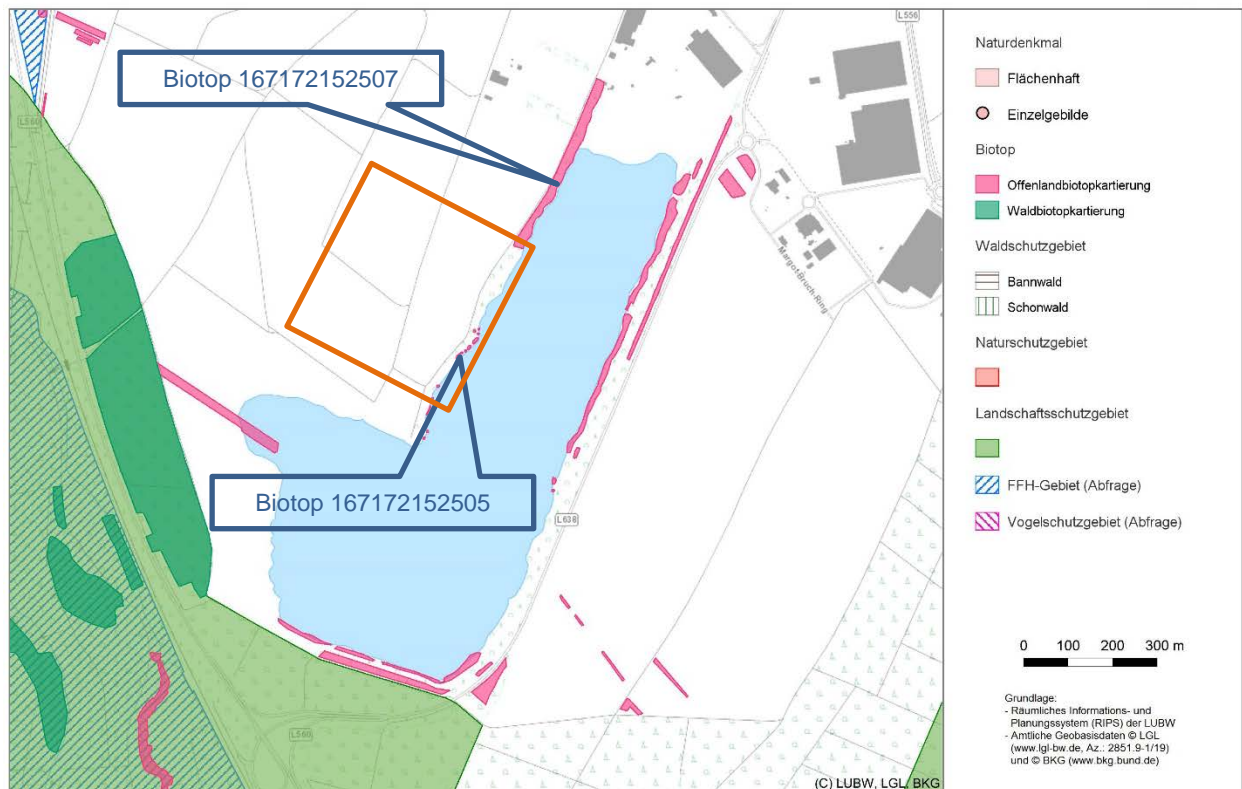 L556
Biotop 167172152507
L560
Margot-Bruch Ring
Biotop 167172152505
L638
L560
(C) LUBW, LGL, BKG
Naturdenkmal
Flächenhaft
Einzelgebilde
Biotop
Offenlandbiotopkartierung
Waldbiotopkartierung
Waldschutzgebiet
Bannwald
Schonwald
Naturschutzgebiet
Landschaftsschutzgebiet
FFH-Gebiet (Abfrage)
Vogelschutzgebiet (Abfrage)
0 100 200 300 m
Grundlage:
- Räumliches Informations- und
Planungssystem (RIPS) der LUBW
- Amtliche Geobasisdaten © LGL
(www.lgl-bw.de, Az.: 2851.9-1/19)
und © BKG (www.bkg.bund.de)